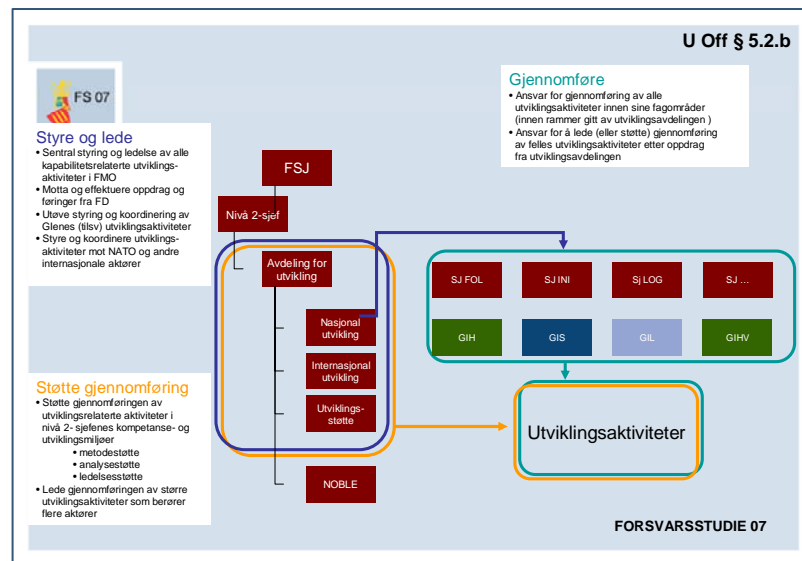 U Off § 5.2.b
FS 07
Styre og lede
• Sentral styring og ledelse av alle
kapabilitetsrelaterte utviklings-
aktiviteter i FMO
• Motta og effektuere oppdrag og
føringer fra FD
• Utøve styring og koordinering av
Glenes (tilsv) utviklingsaktiviteter
• Styre og koordinere utviklings-
aktiviteter mot NATO og andre
internasjonale aktører
Gjennomføre
• Ansvar for gjennomføring av alle
utviklingsaktiviteter innen sine fagområder
(innen rammer gitt av utviklingsavdelingen )
• Ansvar for å lede (eller støtte) gjennomføring
av felles utviklingsaktiviteter etter oppdrag
fra utviklingsavdelingen
FSJ
Nivå 2-sjef
Avdeling for
utvikling
Nasjonal
utvikling
Internasjonal
utvikling
Utviklings-
støtte
NOBLE
SJ FOL
SJ INI
Sj LOG
SJ ...
GIH
GIS
GIL
GIHV
Utviklingsaktiviteter
Støtte gjennomføring
• Støtte gjennomføringen av
utviklingsrelaterte aktiviteter i
nivå 2- sjefenes kompetanse- og
utviklingsmiljøer
• metodestøtte
• analysestøtte
• ledelsesstøtte
• Lede gjennomføringen av større
utviklingsaktiviteter som berører
flere aktører
FORSVARSSTUDIE 07